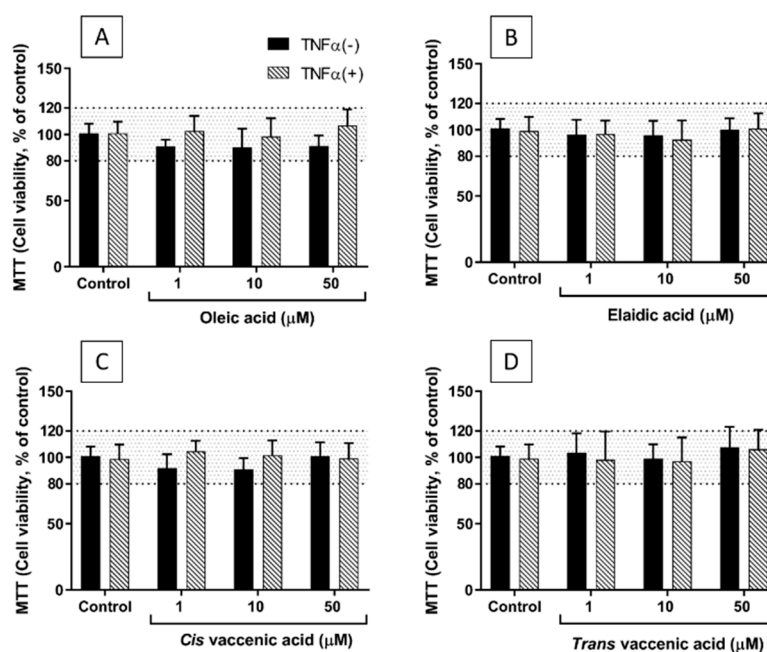 A
TNFα(-)
TNFα(+)
MTT (Cell viability, % of control)
150
120
100
80
50
0
Control
1
10
50
Oleic acid (μM)
B
MTT (Cell viability, % of control)
150
120
100
80
50
0
Control
1
10
50
Elaidic acid (μM)
C
MTT (Cell viability, % of control)
150
120
100
80
50
0
Control
1
10
50
Cis vaccenic acid (μM)
D
MTT (Cell viability, % of control)
150
120
100
80
50
0
Control
1
10
50
Trans vaccenic acid (μM)